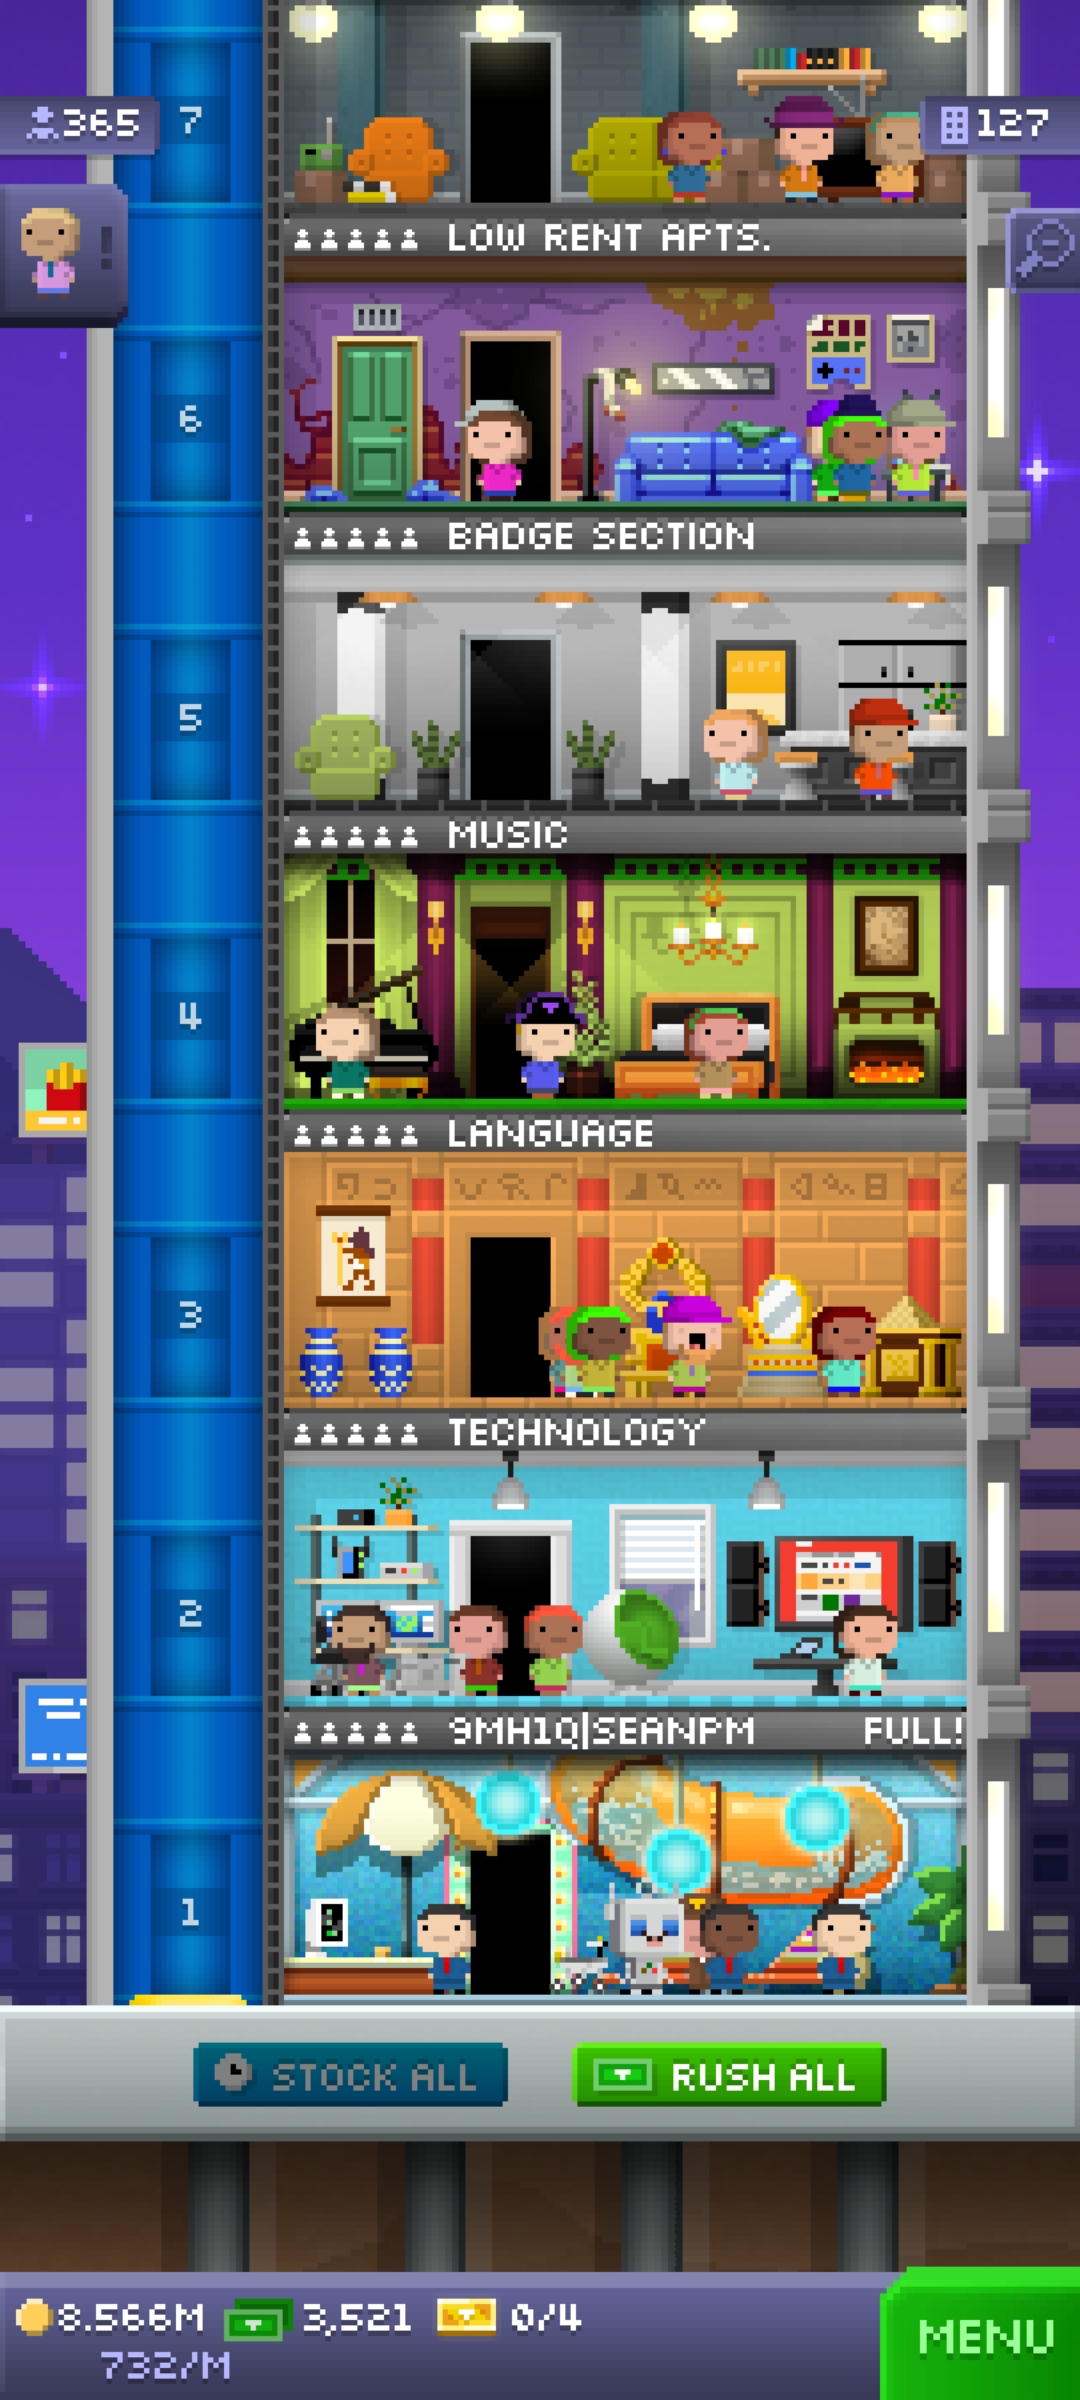 7
365
127
LOW RENT APTS.
6
BADGE SECTION
5
MUSIC
4
LANGUAGE
3
TECHNOLOGY
2
9MH1Q|SEANPM FULL!
1
STOCK ALL
RUSH ALL
8.566M 3,521 0/4
732/M
MENU